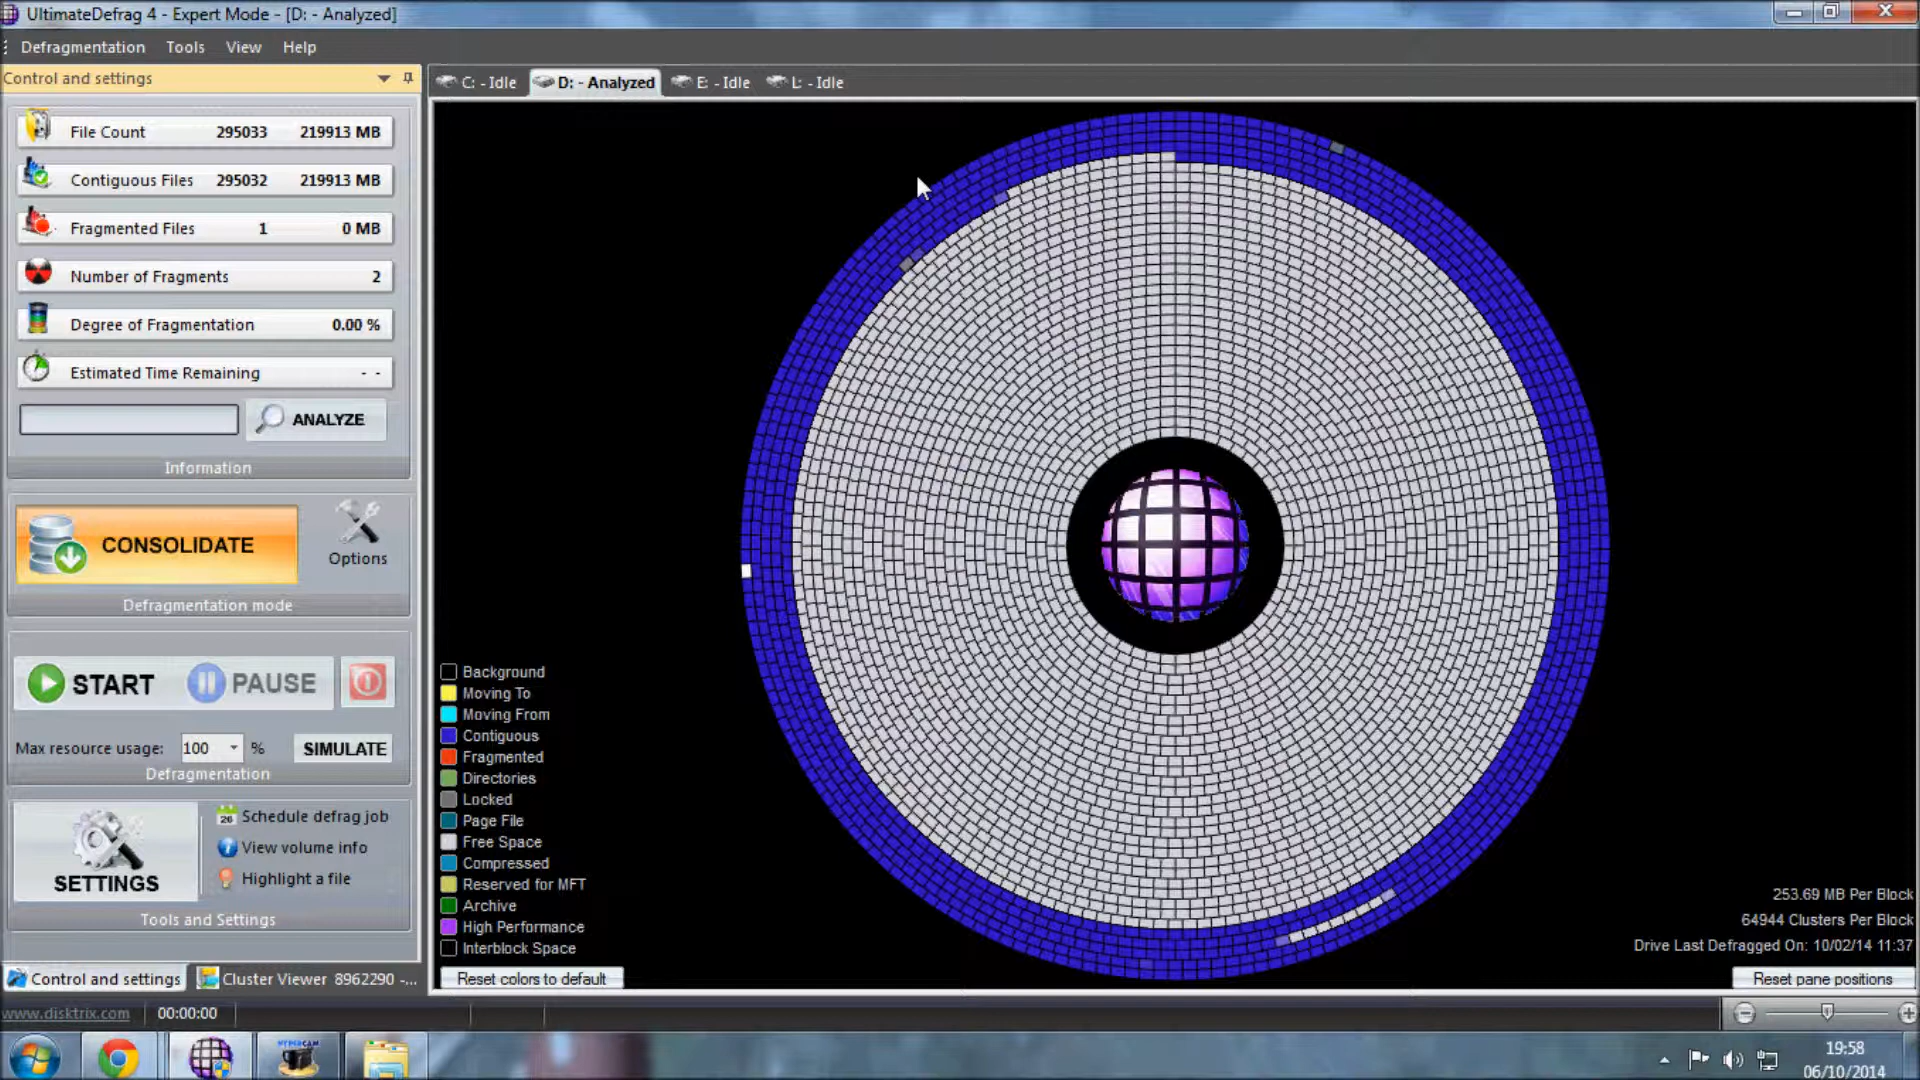 UltimateDefrag 4 - Expert Mode - [D: - Analyzed]
Defragmentation Tools View Help
Control and settings
C: - Idle D: - Analyzed E: - Idle L: - Idle
File Count 295033 219913 MB
Contiguous Files 295032 219913 MB
Fragmented Files 1 0 MB
Number of Fragments 2
Degree of Fragmentation 0.00 %
Estimated Time Remaining - -
ANALYZE
Information
CONSOLIDATE
Options
Defragmentation mode
START PAUSE
Max resource usage: 100 % SIMULATE
Defragmentation
SETTINGS
Schedule defrag job
View volume info
Highlight a file
Tools and Settings
Control and settings Cluster Viewer 8962290 -...
Background
Moving To
Moving From
Contiguous
Fragmented
Directories
Locked
Page File
Free Space
Compressed
Reserved for MFT
Archive
High Performance
Interblock Space
Reset colors to default
253.69 MB Per Block
64944 Clusters Per Block
Drive Last Defragged On: 10/02/14 11:37
Reset pane positions
www.disktrix.com 00:00:00
HYPERCAM
19:58
06/10/2014